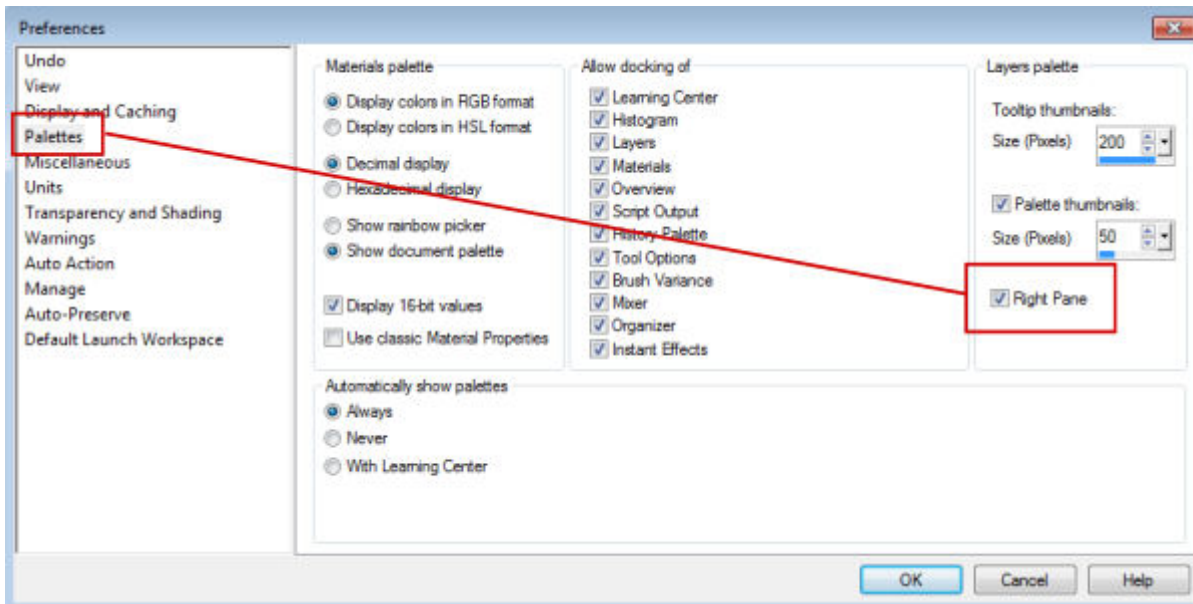 Preferences
Undo
View
Display and Caching
Palettes
Miscellaneous
Units
Transparency and Shading
Warnings
Auto Action
Manage
Auto-Preserve
Default Launch Workspace
Materials palette
Display colors in RGB format
Display colors in HSL format
Decimal display
Hexadecimal display
Show rainbow picker
Show document palette
Display 16-bit values
Use classic Material Properties
Allow docking of
Learning Center
Histogram
Layers
Materials
Overview
Script Output
History Palette
Tool Options
Brush Variance
Mixer
Organizer
Instant Effects
Layers palette
Tooltip thumbnails:
Size (Pixels) 200
Palette thumbnails:
Size (Pixels) 50
Right Pane
Automatically show palettes
Always
Never
With Learning Center
OK Cancel Help